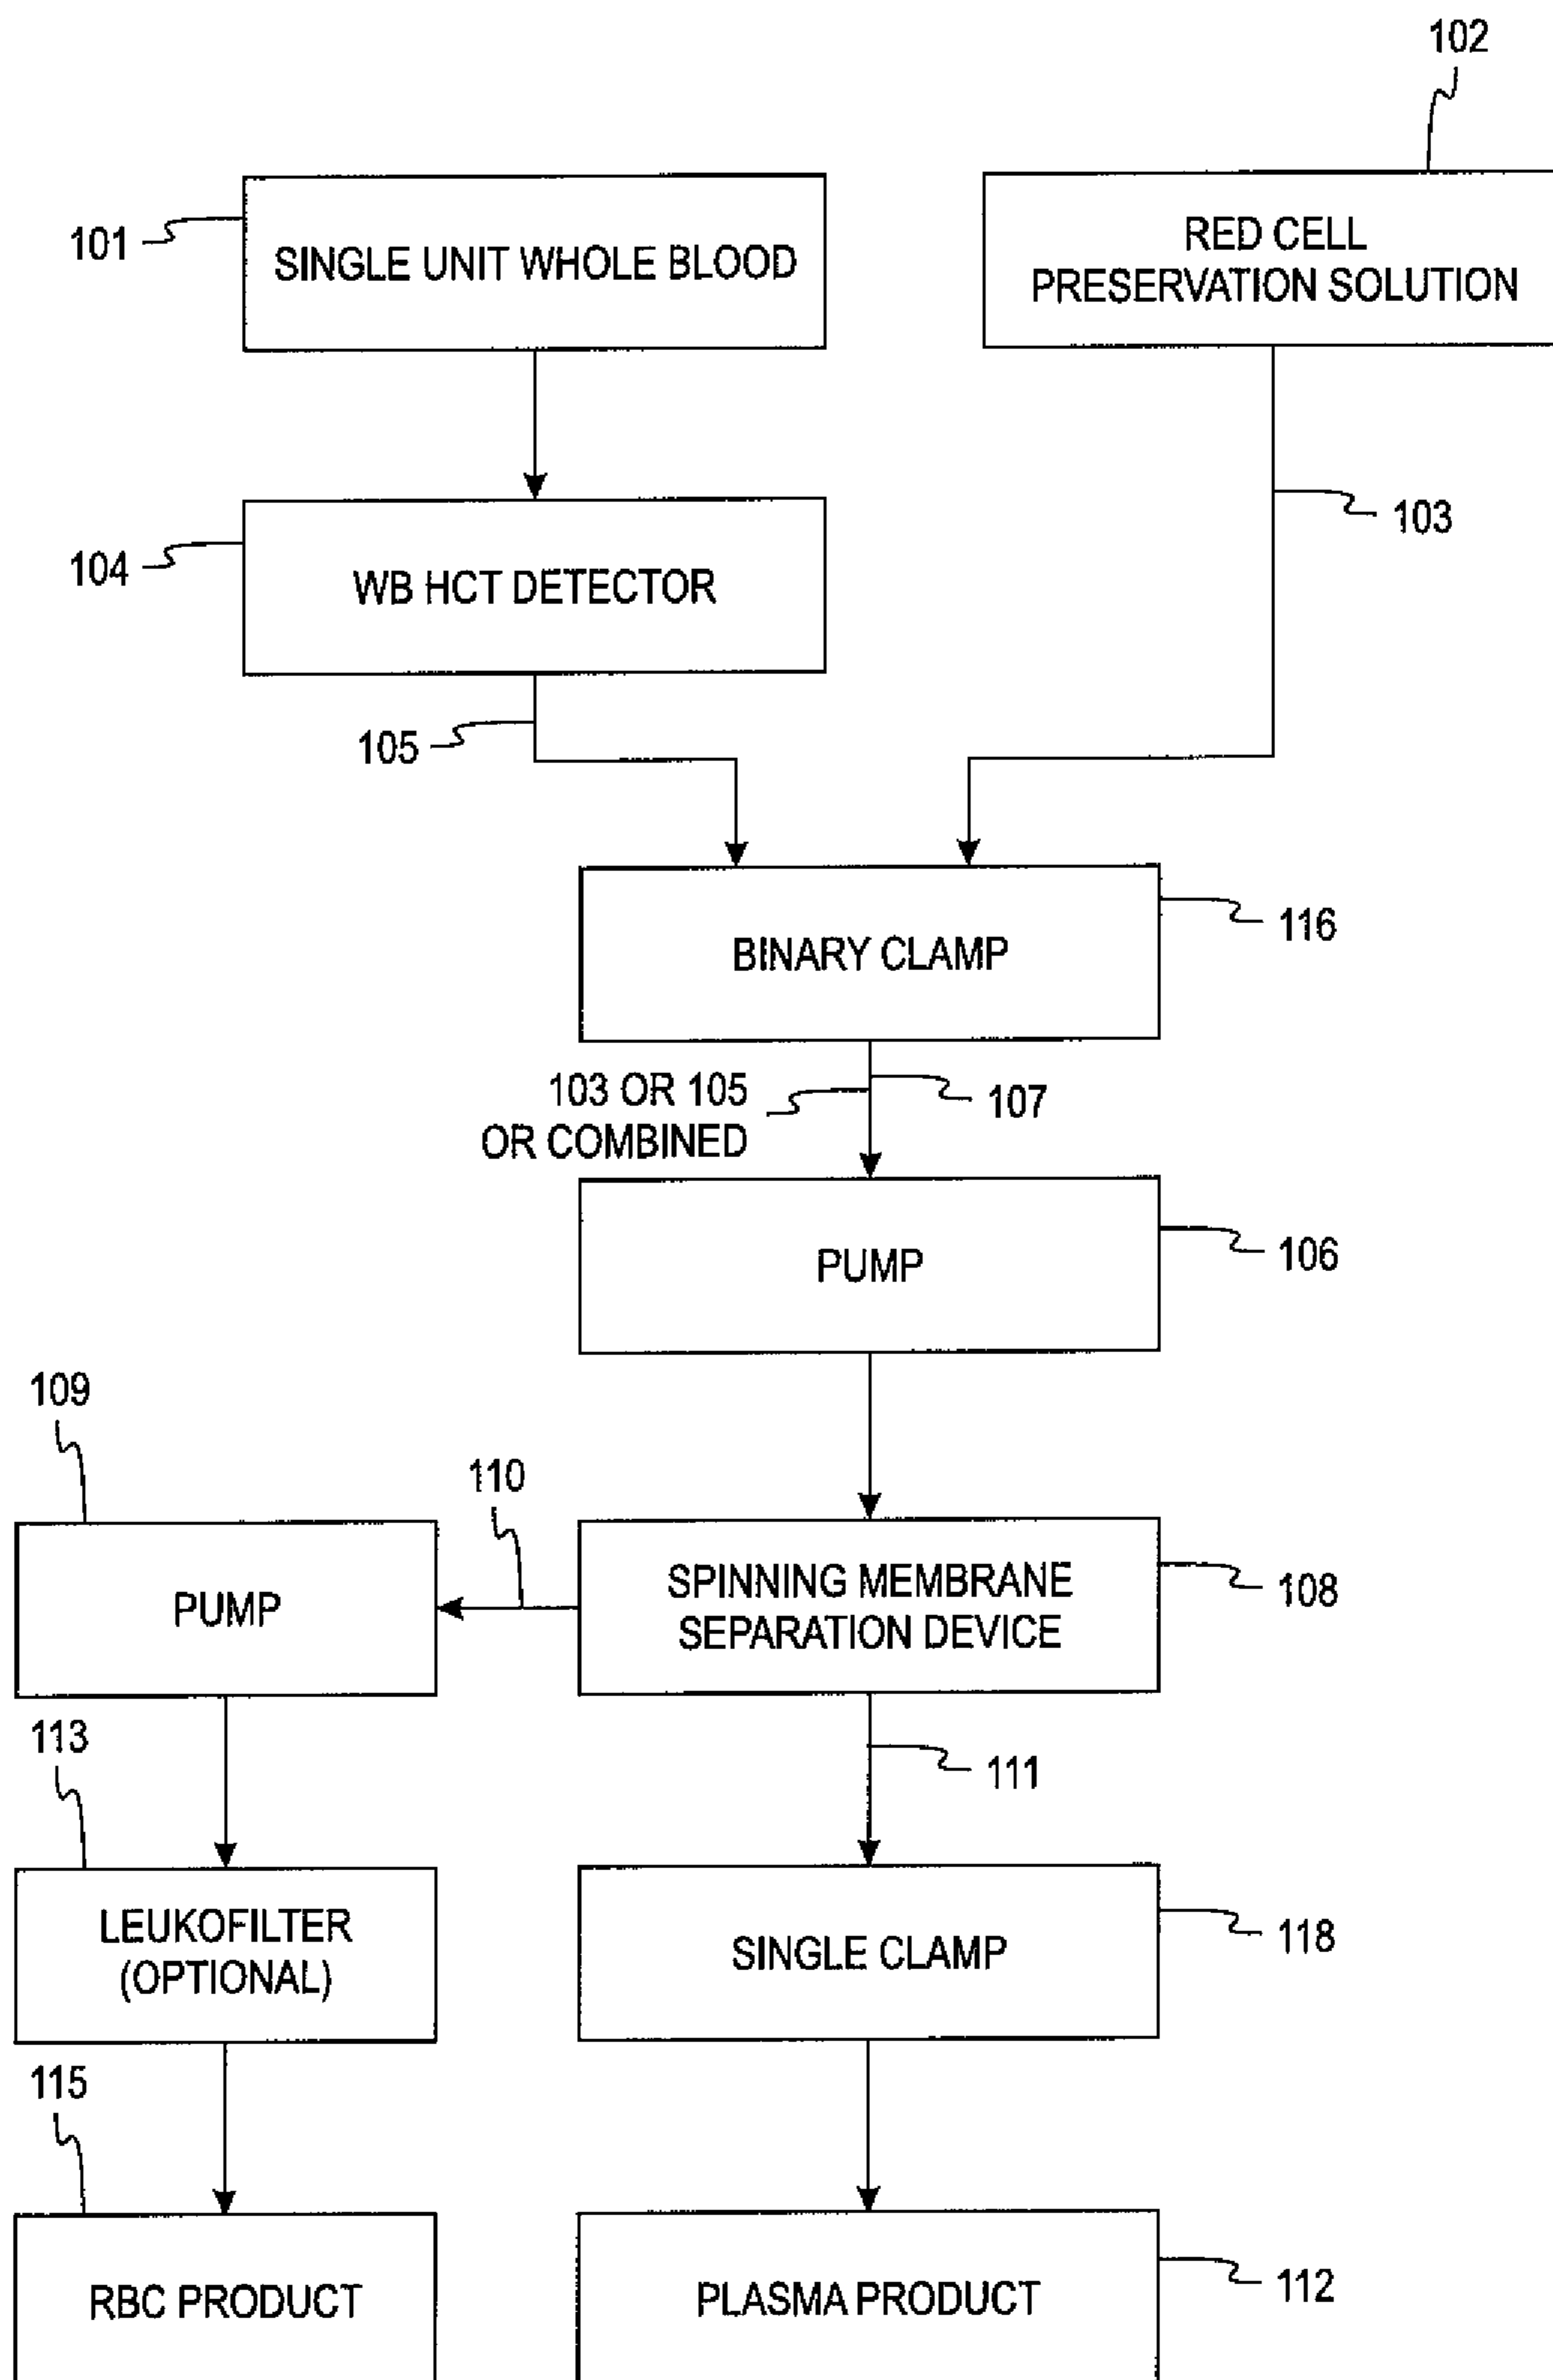 102
101
SINGLE UNIT WHOLE BLOOD
RED CELL
PRESERVATION SOLUTION
103
104
WB HCT DETECTOR
105
BINARY CLAMP
116
103 OR 105
OR COMBINED
107
PUMP
106
109
110
PUMP
SPINNING MEMBRANE
SEPARATION DEVICE
108
113
111
LEUKOFILTER
(OPTIONAL)
SINGLE CLAMP
118
115
RBC PRODUCT
PLASMA PRODUCT
112